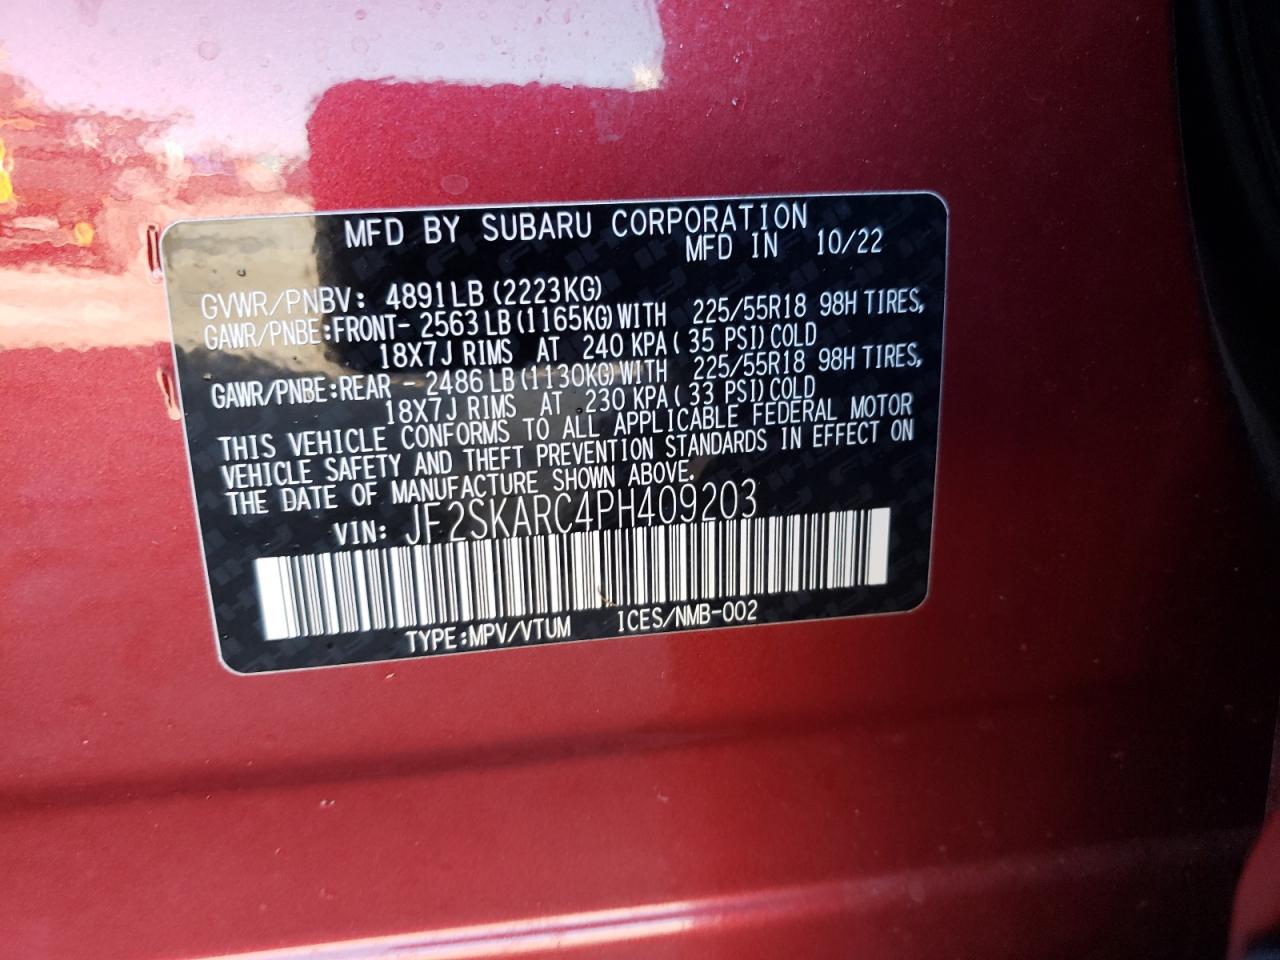 MFD BY SUBARU CORPORATION
MFD IN 10/22
GVWR/PNBV: 4891LB (2223KG)
GAWR/PNBE:FRONT- 2563LB (1165KG) WITH 225/55R18 98H TIRES,
18X7J RIMS AT 240 KPA ( 35 PSI) COLD
GAWR/PNBE:REAR - 2486LB (1130KG) WITH 225/55R18 98H TIRES,
18X7J RIMS AT 230 KPA ( 33 PSI) COLD
THIS VEHICLE CONFORMS TO ALL APPLICABLE FEDERAL MOTOR
VEHICLE SAFETY AND THEFT PREVENTION STANDARDS IN EFFECT ON
THE DATE OF MANUFACTURE SHOWN ABOVE.
VIN: JF2SKARC4PH409203
TYPE:MPV/VTUM ICES/NMB-002